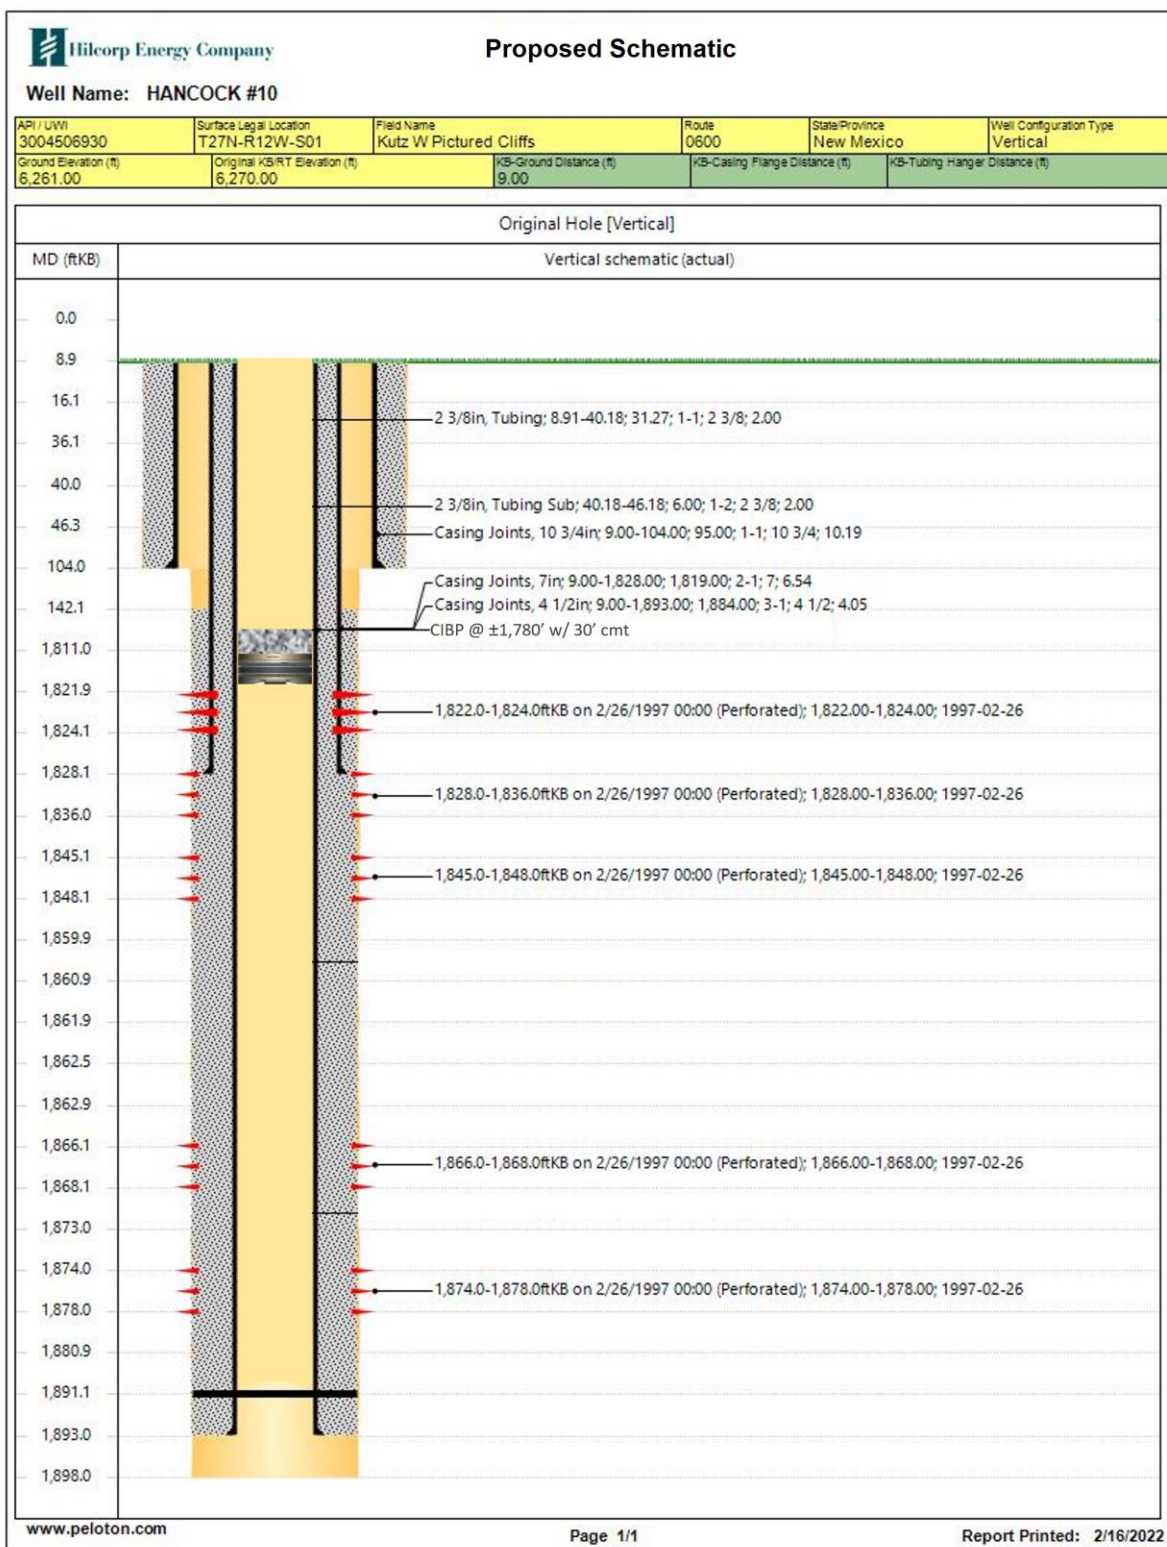 Hilcorp Energy Company
Proposed Schematic
Well Name: HANCOCK #10
API / UWI
3004506930
Surface Legal Location
T27N-R12W-S01
Field Name
Kutz W Pictured Cliffs
Route
0600
State/Province
New Mexico
Well Configuration Type
Vertical
Ground Elevation (ft)
6,261.00
Original KB/RT Elevation (ft)
6,270.00
KB-Ground Distance (ft)
9.00
KB-Casing Flange Distance (ft)
KB-Tubing Hanger Distance (ft)
Original Hole [Vertical]
MD (ftKB)
Vertical schematic (actual)
0.0
8.9
16.1
2 3/8in, Tubing; 8.91-40.18; 31.27; 1-1; 2 3/8; 2.00
36.1
40.0
2 3/8in, Tubing Sub; 40.18-46.18; 6.00; 1-2; 2 3/8; 2.00
46.3
Casing Joints, 10 3/4in; 9.00-104.00; 95.00; 1-1; 10 3/4; 10.19
104.0
Casing Joints, 7in; 9.00-1,828.00; 1,819.00; 2-1; 7; 6.54
142.1
Casing Joints, 4 1/2in; 9.00-1,893.00; 1,884.00; 3-1; 4 1/2; 4.05
CIBP @ ±1,780’ w/ 30’ cmt
1,811.0
1,821.9
1,822.0-1,824.0ftKB on 2/26/1997 00:00 (Perforated); 1,822.00-1,824.00; 1997-02-26
1,824.1
1,828.1
1,828.0-1,836.0ftKB on 2/26/1997 00:00 (Perforated); 1,828.00-1,836.00; 1997-02-26
1,836.0
1,845.1
1,845.0-1,848.0ftKB on 2/26/1997 00:00 (Perforated); 1,845.00-1,848.00; 1997-02-26
1,848.1
1,859.9
1,860.9
1,861.9
1,862.5
1,862.9
1,866.1
1,866.0-1,868.0ftKB on 2/26/1997 00:00 (Perforated); 1,866.00-1,868.00; 1997-02-26
1,868.1
1,873.0
1,874.0
1,874.0-1,878.0ftKB on 2/26/1997 00:00 (Perforated); 1,874.00-1,878.00; 1997-02-26
1,878.0
1,880.9
1,891.1
1,893.0
1,898.0
www.peloton.com
Page 1/1
Report Printed: 2/16/2022